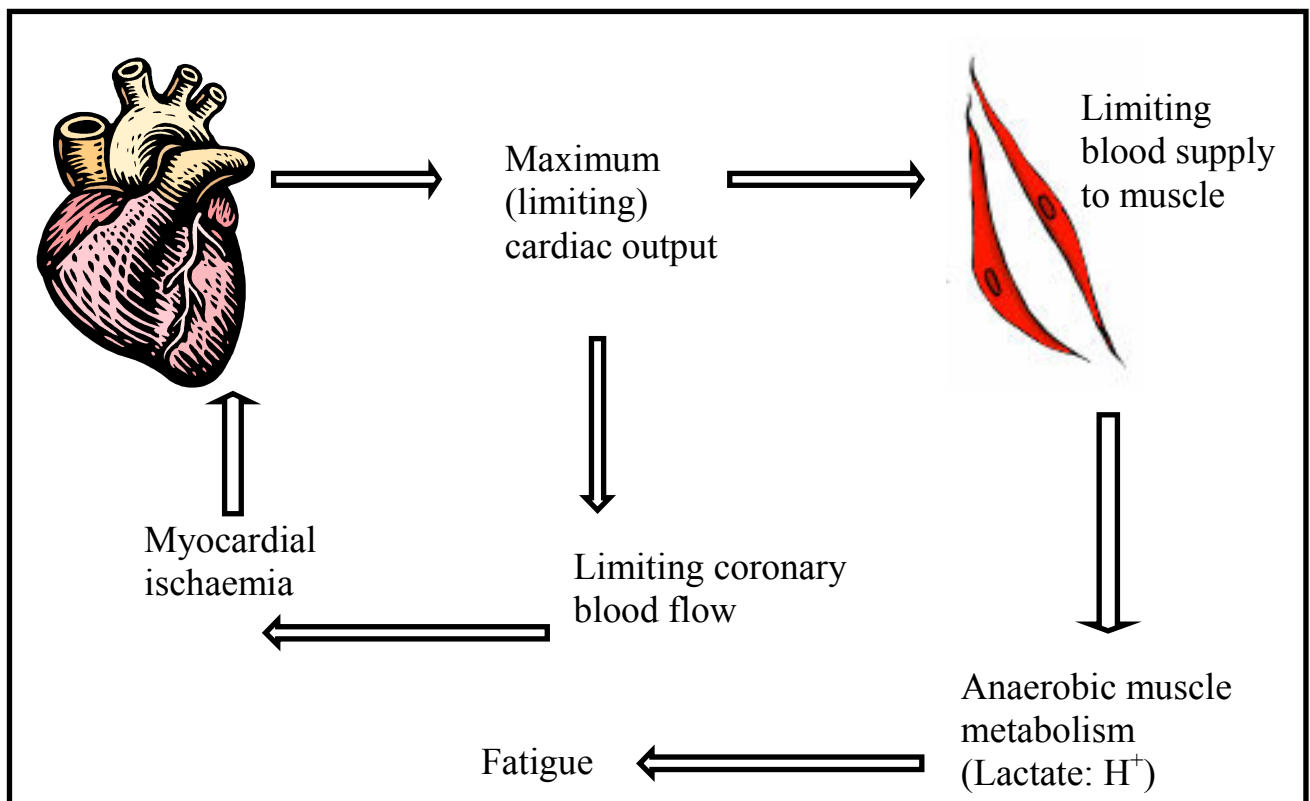 Maximum
(limiting)
cardiac output
Limiting
blood supply
to muscle
Myocardial
ischaemia
Limiting coronary
blood flow
Anaerobic muscle
metabolism
(Lactate: H⁺)
Fatigue